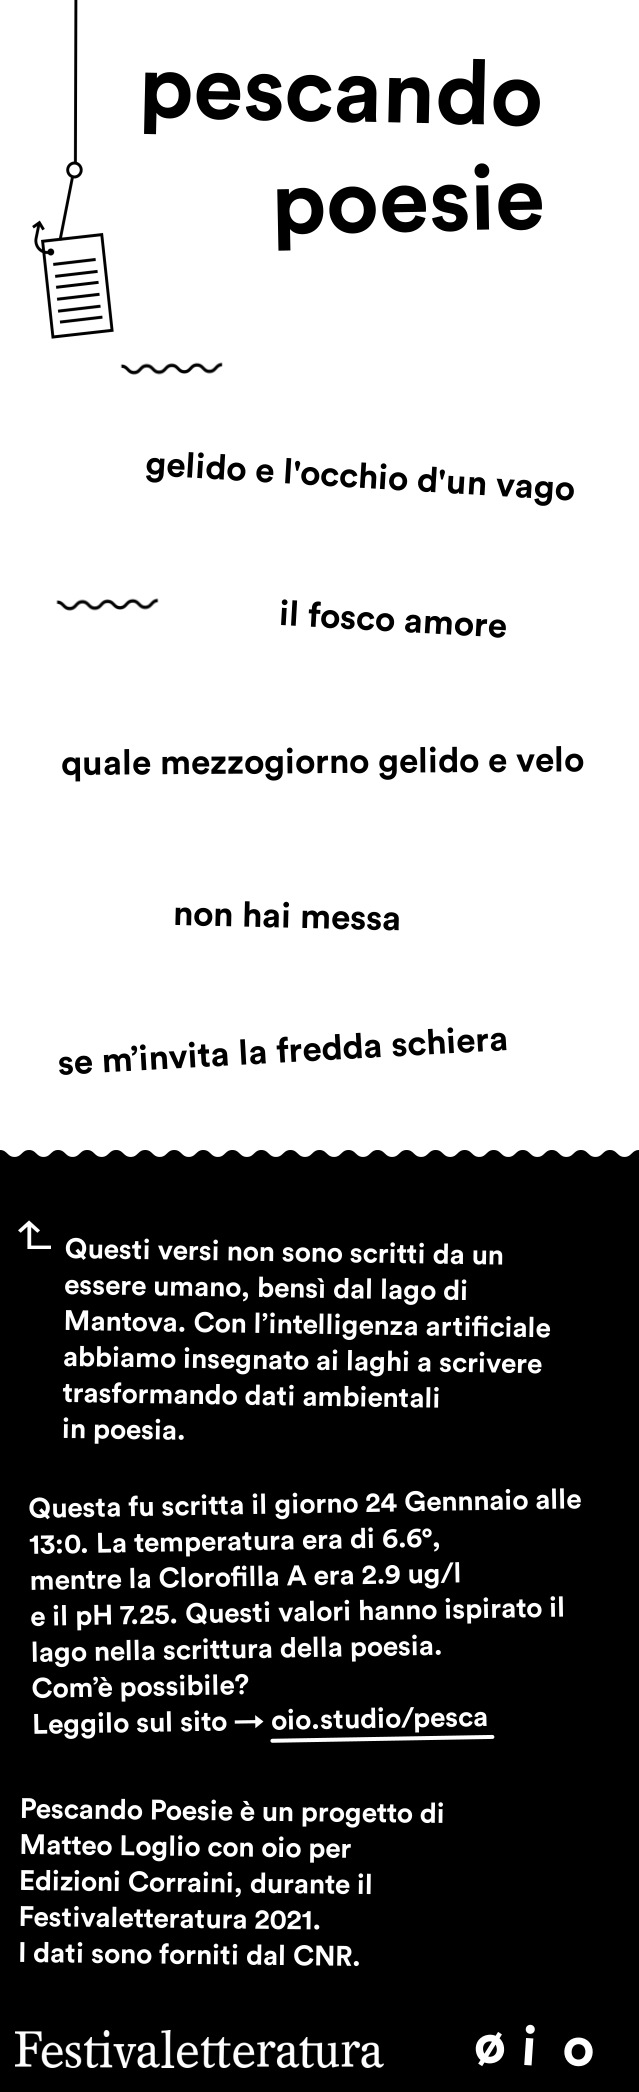 pescando
poesie
gelido e l'occhio d'un vago
il fosco amore
quale mezzogiorno gelido e velo
non hai messa
se m’invita la fredda schiera
Questi versi non sono scritti da un
essere umano, bensì dal lago di
Mantova. Con l’intelligenza artificiale
abbiamo insegnato ai laghi a scrivere
trasformando dati ambientali
in poesia.
Questa fu scritta il giorno 24 Gennnaio alle
13:0. La temperatura era di 6.6°,
mentre la Clorofilla A era 2.9 ug/l
e il pH 7.25. Questi valori hanno ispirato il
lago nella scrittura della poesia.
Com’è possibile?
Leggilo sul sito → oio.studio/pesca
Pescando Poesie è un progetto di
Matteo Loglio con oio per
Edizioni Corraini, durante il
Festivaletteratura 2021.
I dati sono forniti dal CNR.
Festivaletteratura ø i o